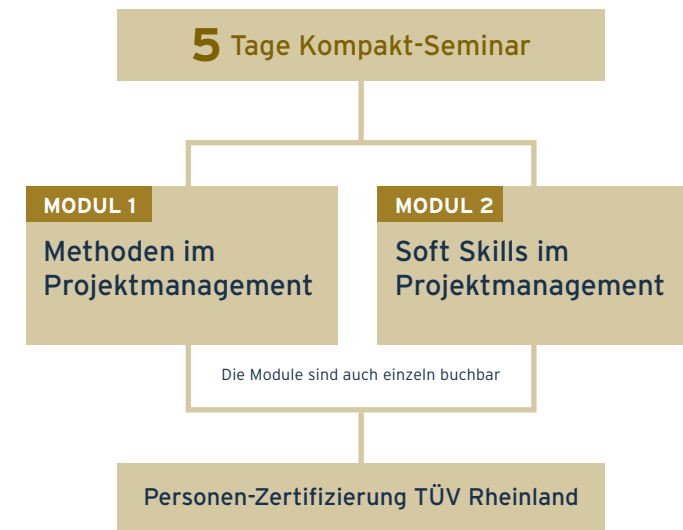 5 Tage Kompakt-Seminar
MODUL 1
Methoden im
Projektmanagement
MODUL 2
Soft Skills im
Projektmanagement
Die Module sind auch einzeln buchbar
Personen-Zertifizierung TÜV Rheinland